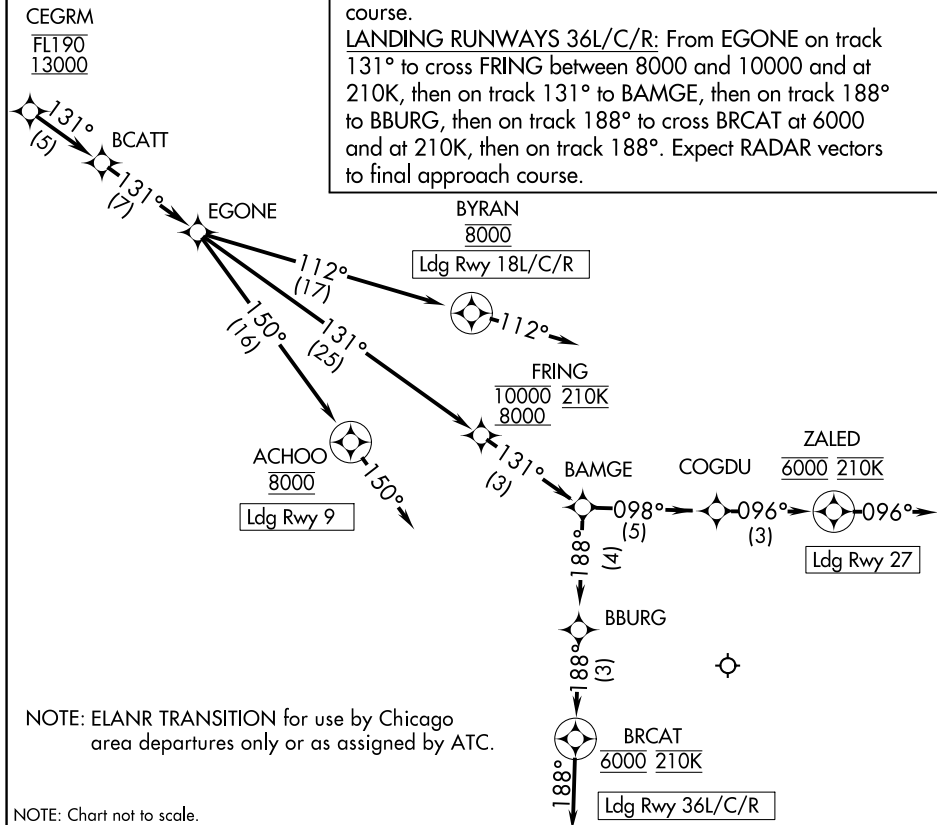 course.
LANDING RUNWAYS 36L/C/R: From EGONE on track
131° to cross FRING between 8000 and 10000 and at
210K, then on track 131° to BAMGE, then on track 188°
to BBURG, then on track 188° to cross BRCAT at 6000
and at 210K, then on track 188°. Expect RADAR vectors
to final approach course.
CEGRM
FL190
13000
131°
(5)
BCATT
131°
(7)
EGONE
BYRAN
8000
Ldg Rwy 18L/C/R
112°
(17)
112°
150°
(16)
131°
(25)
FRING
10000 210K
8000
ACHOO
8000
150°
Ldg Rwy 9
131°
(3)
BAMGE
COGDU
ZALED
6000 210K
098°
(5)
096°
(3)
096°
Ldg Rwy 27
188°
(4)
BBURG
188°
(3)
BRCAT
6000 210K
188°
Ldg Rwy 36L/C/R
NOTE: ELANR TRANSITION for use by Chicago
area departures only or as assigned by ATC.
NOTE: Chart not to scale.